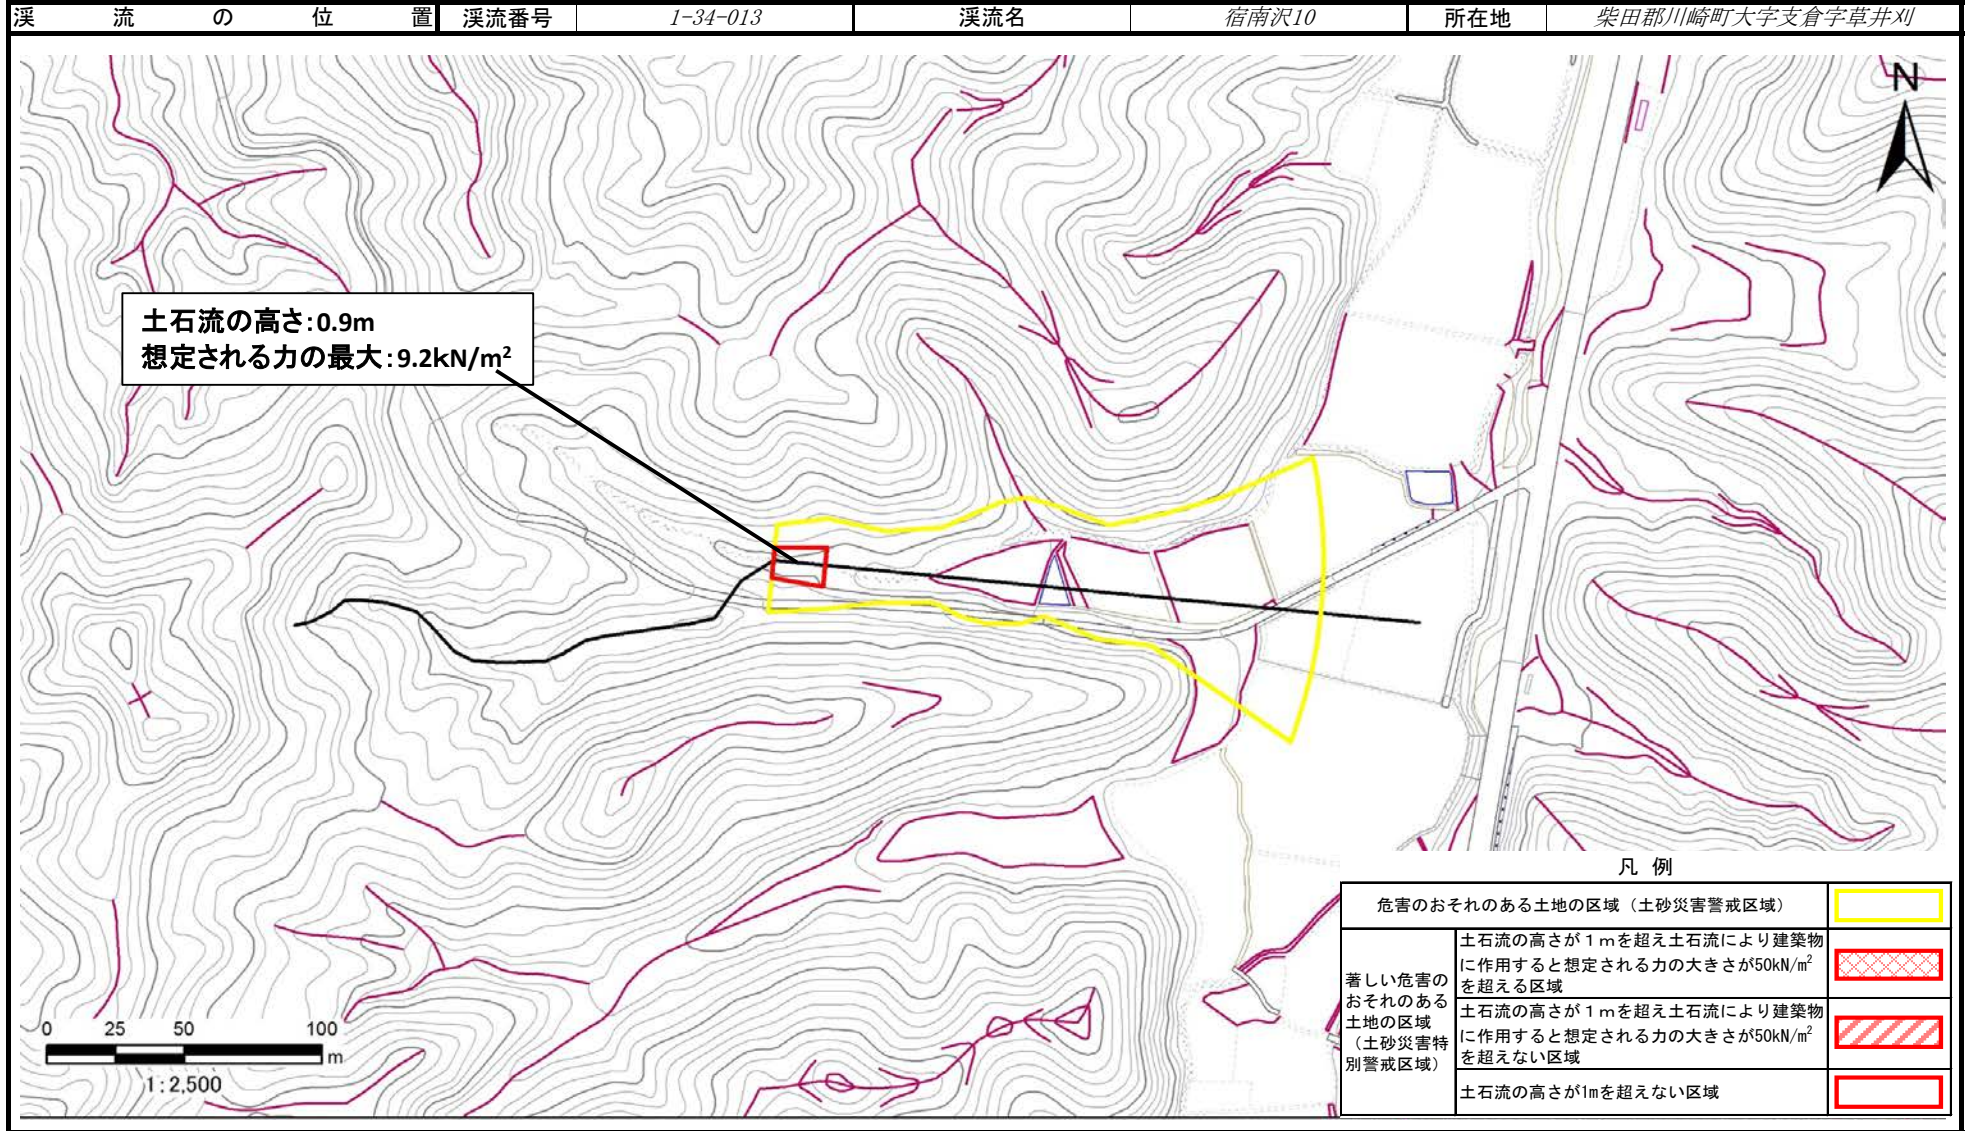 渓流の位置 渓流番号 1-34-013 渓流名 宿南沢10 所在地 柴田郡川崎町大字支倉字草井刈
N
土石流の高さ:0.9m
想定される力の最大:9.2kN/m²
凡 例
危害のおそれのある土地の区域（土砂災害警戒区域）
著しい危害の
おそれのある
土地の区域
（土砂災害特
別警戒区域）
土石流の高さが１ｍを超え土石流により建築物
に作用すると想定される力の大きさが50kN/m²
を超える区域
土石流の高さが１ｍを超え土石流により建築物
に作用すると想定される力の大きさが50kN/m²
を超えない区域
土石流の高さが1mを超えない区域
0 25 50 100
m
1:2,500